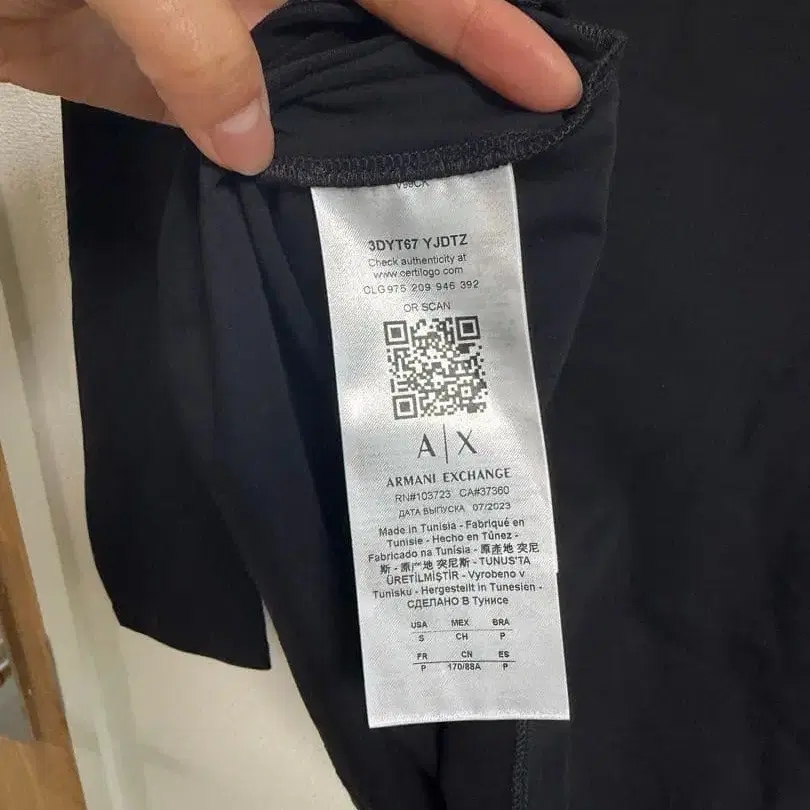 3DYT67 YJDTZ
Check authenticity at
www.certilogo.com
CLG 975 209 946 392
OR SCAN
A|X
ARMANI EXCHANGE
RN#103723 CA#37360
ДАТА ВЫПУСКА 07/2023
Made in Tunisia - Fabriqué en
Tunisie - Hecho en Túnez -
Fabricado na Tunísia - 原產地 突尼
斯 - 原产地 突尼斯 - TUNUS'TA
ÜRETİLMİŞTİR - Vyrobeno v
Tunisku - Hergestellt in Tunesien -
СДЕЛАНО В Тунисе
USA MEX BRA
S CH P
FR CN ES
P 170/88A P